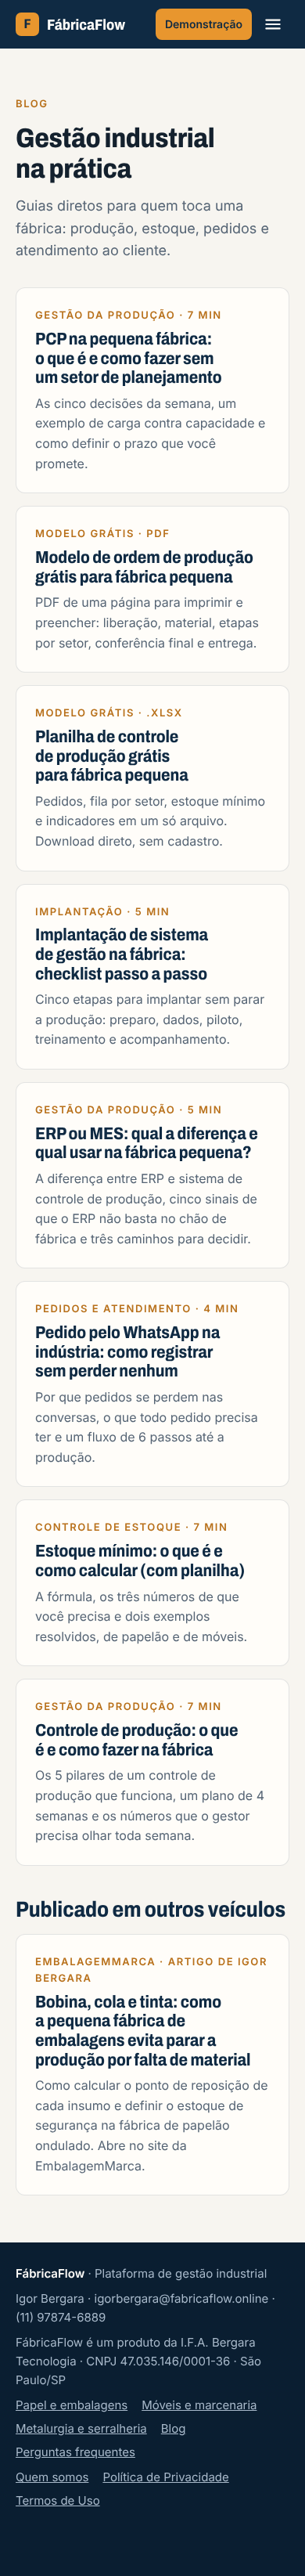 F FábricaFlow Demonstração
BLOG
Gestão industrial
na prática
Guias diretos para quem toca uma
fábrica: produção, estoque, pedidos e
atendimento ao cliente.
GESTÃO DA PRODUÇÃO · 7 MIN
PCP na pequena fábrica:
o que é e como fazer sem
um setor de planejamento
As cinco decisões da semana, um
exemplo de carga contra capacidade e
como definir o prazo que você
promete.
MODELO GRÁTIS · PDF
Modelo de ordem de produção
grátis para fábrica pequena
PDF de uma página para imprimir e
preencher: liberação, material, etapas
por setor, conferência final e entrega.
MODELO GRÁTIS · .XLSX
Planilha de controle
de produção grátis
para fábrica pequena
Pedidos, fila por setor, estoque mínimo
e indicadores em um só arquivo.
Download direto, sem cadastro.
IMPLANTAÇÃO · 5 MIN
Implantação de sistema
de gestão na fábrica:
checklist passo a passo
Cinco etapas para implantar sem parar
a produção: preparo, dados, piloto,
treinamento e acompanhamento.
GESTÃO DA PRODUÇÃO · 5 MIN
ERP ou MES: qual a diferença e
qual usar na fábrica pequena?
A diferença entre ERP e sistema de
controle de produção, cinco sinais de
que o ERP não basta no chão de
fábrica e três caminhos para decidir.
PEDIDOS E ATENDIMENTO · 4 MIN
Pedido pelo WhatsApp na
indústria: como registrar
sem perder nenhum
Por que pedidos se perdem nas
conversas, o que todo pedido precisa
ter e um fluxo de 6 passos até a
produção.
CONTROLE DE ESTOQUE · 7 MIN
Estoque mínimo: o que é e
como calcular (com planilha)
A fórmula, os três números de que
você precisa e dois exemplos
resolvidos, de papelão e de móveis.
GESTÃO DA PRODUÇÃO · 7 MIN
Controle de produção: o que
é e como fazer na fábrica
Os 5 pilares de um controle de
produção que funciona, um plano de 4
semanas e os números que o gestor
precisa olhar toda semana.
Publicado em outros veículos
EMBALAGEMMARCA · ARTIGO DE IGOR
BERGARA
Bobina, cola e tinta: como
a pequena fábrica de
embalagens evita parar a
produção por falta de material
Como calcular o ponto de reposição de
cada insumo e definir o estoque de
segurança na fábrica de papelão
ondulado. Abre no site da
EmbalagemMarca.
FábricaFlow · Plataforma de gestão industrial
Igor Bergara · igorbergara@fabricaflow.online ·
(11) 97874-6889
FábricaFlow é um produto da I.F.A. Bergara
Tecnologia · CNPJ 47.035.146/0001-36 · São
Paulo/SP
Papel e embalagens Móveis e marcenaria
Metalurgia e serralheria Blog
Perguntas frequentes
Quem somos Política de Privacidade
Termos de Uso